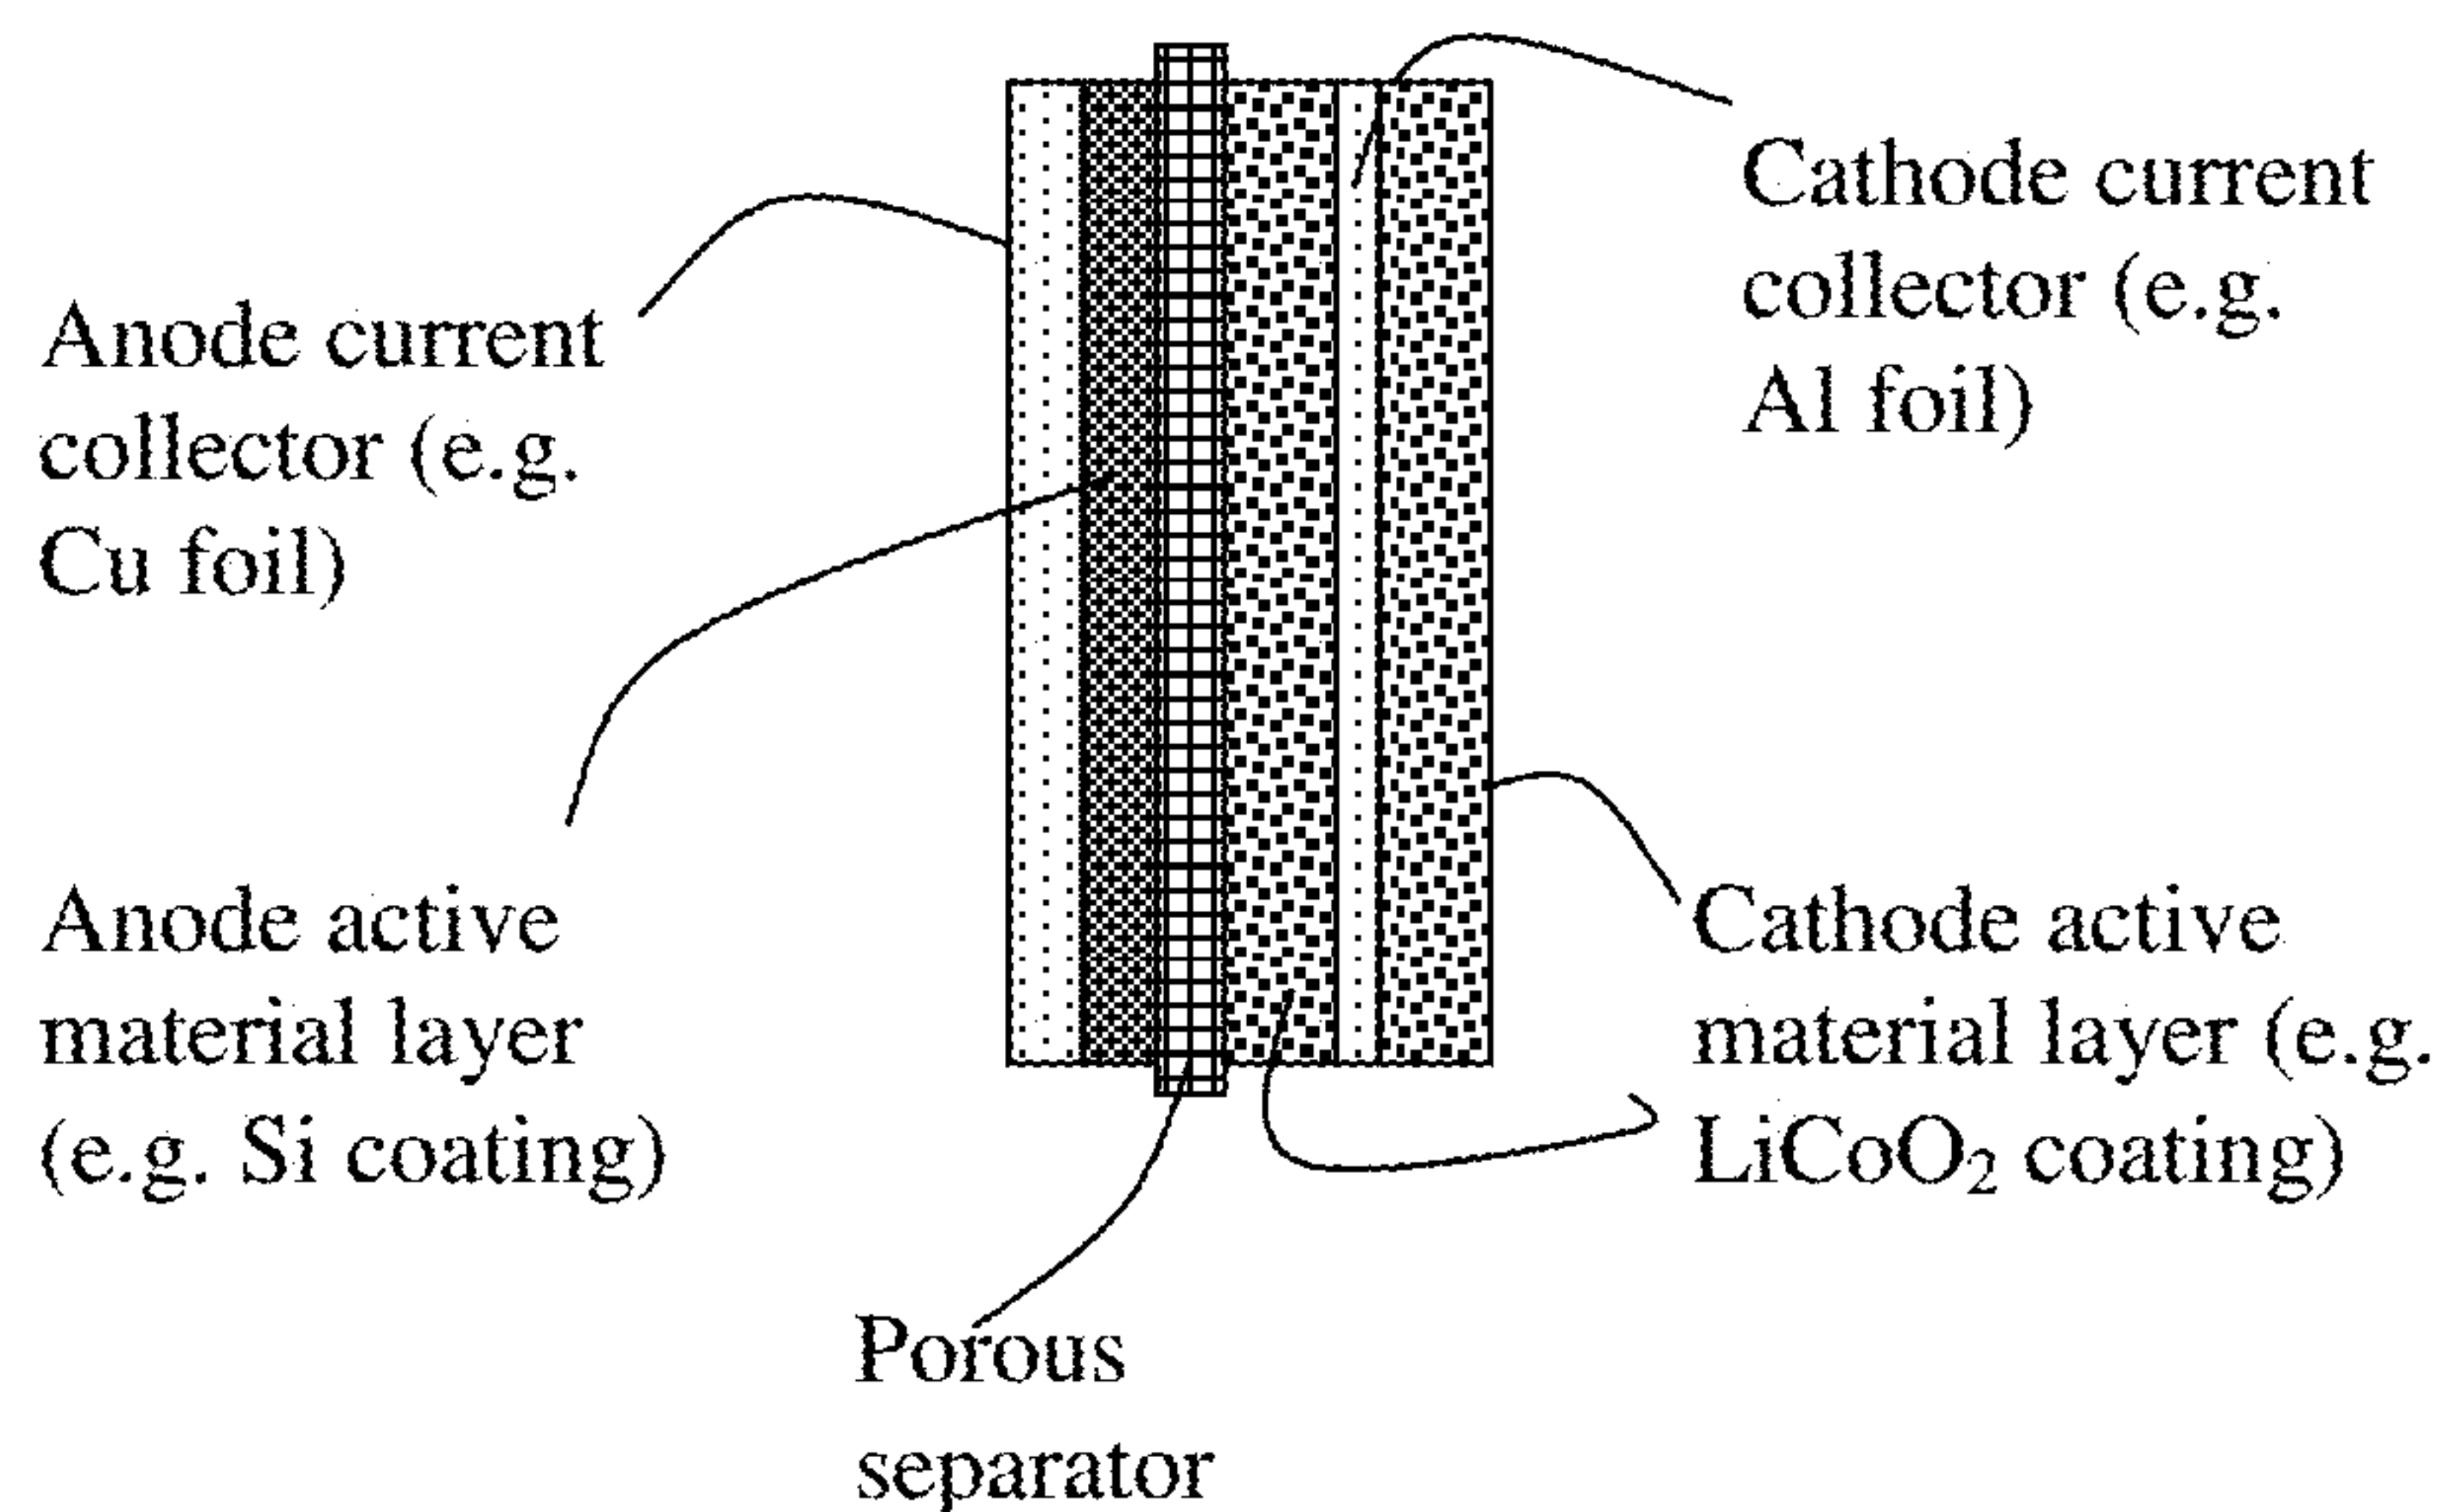 Cathode current
collector (e.g.
Al foil)
Anode current
collector (e.g.
Cu foil)
Anode active
material layer
(e.g. Si coating)
Cathode active
material layer (e.g.
LiCoO₂ coating)
Porous
separator